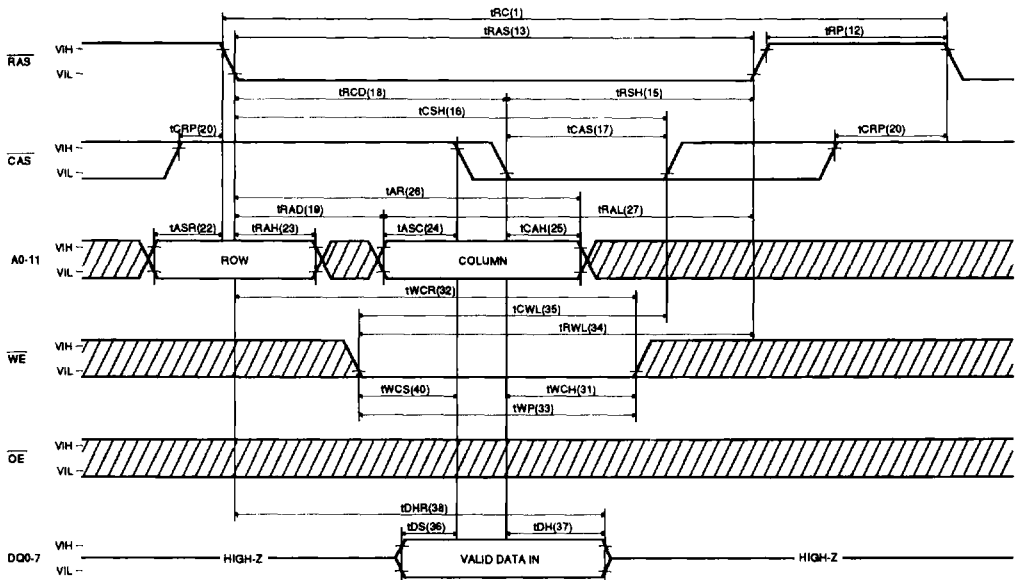 tRC(1)
tRAS(13)
tRP(12)
RAS
VIH
VIL
tRCD(18)
tRSH(15)
tCSH(16)
tCRP(20)
tCAS(17)
tCRP(20)
CAS
VIH
VIL
tAR(26)
tRAD(19)
tRAL(27)
tASR(22)
tRAH(23)
tASC(24)
tCAH(25)
A0-11
VIH
VIL
ROW
COLUMN
tWCR(32)
tCWL(35)
tRWL(34)
WE
VIH
VIL
tWCS(40)
tWCH(31)
tWP(33)
OE
VIH
VIL
tDHR(38)
tDS(36)
tDH(37)
DQ0-7
VIH
VIL
HIGH-Z
VALID DATA IN
HIGH-Z